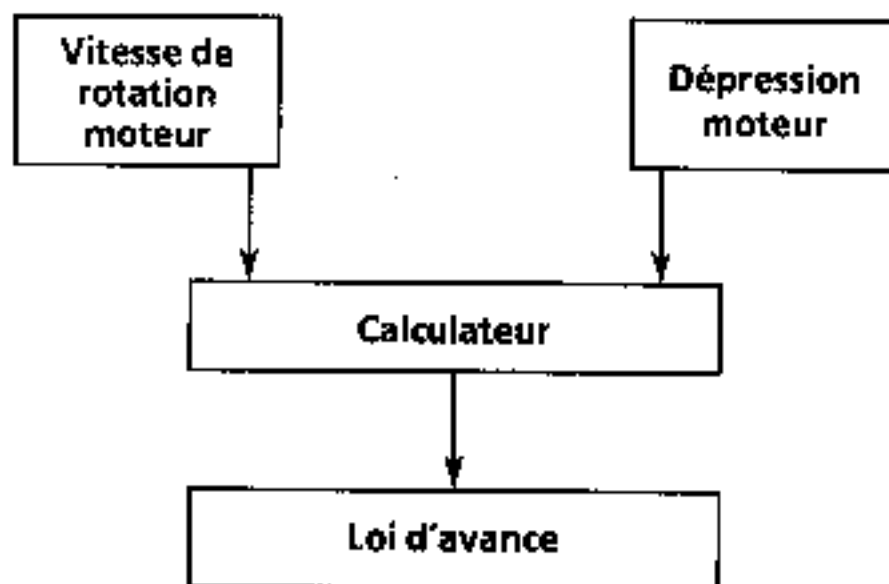 Vitesse de
rotation
moteur
Dépression
moteur
Calculateur
Loi d'avance